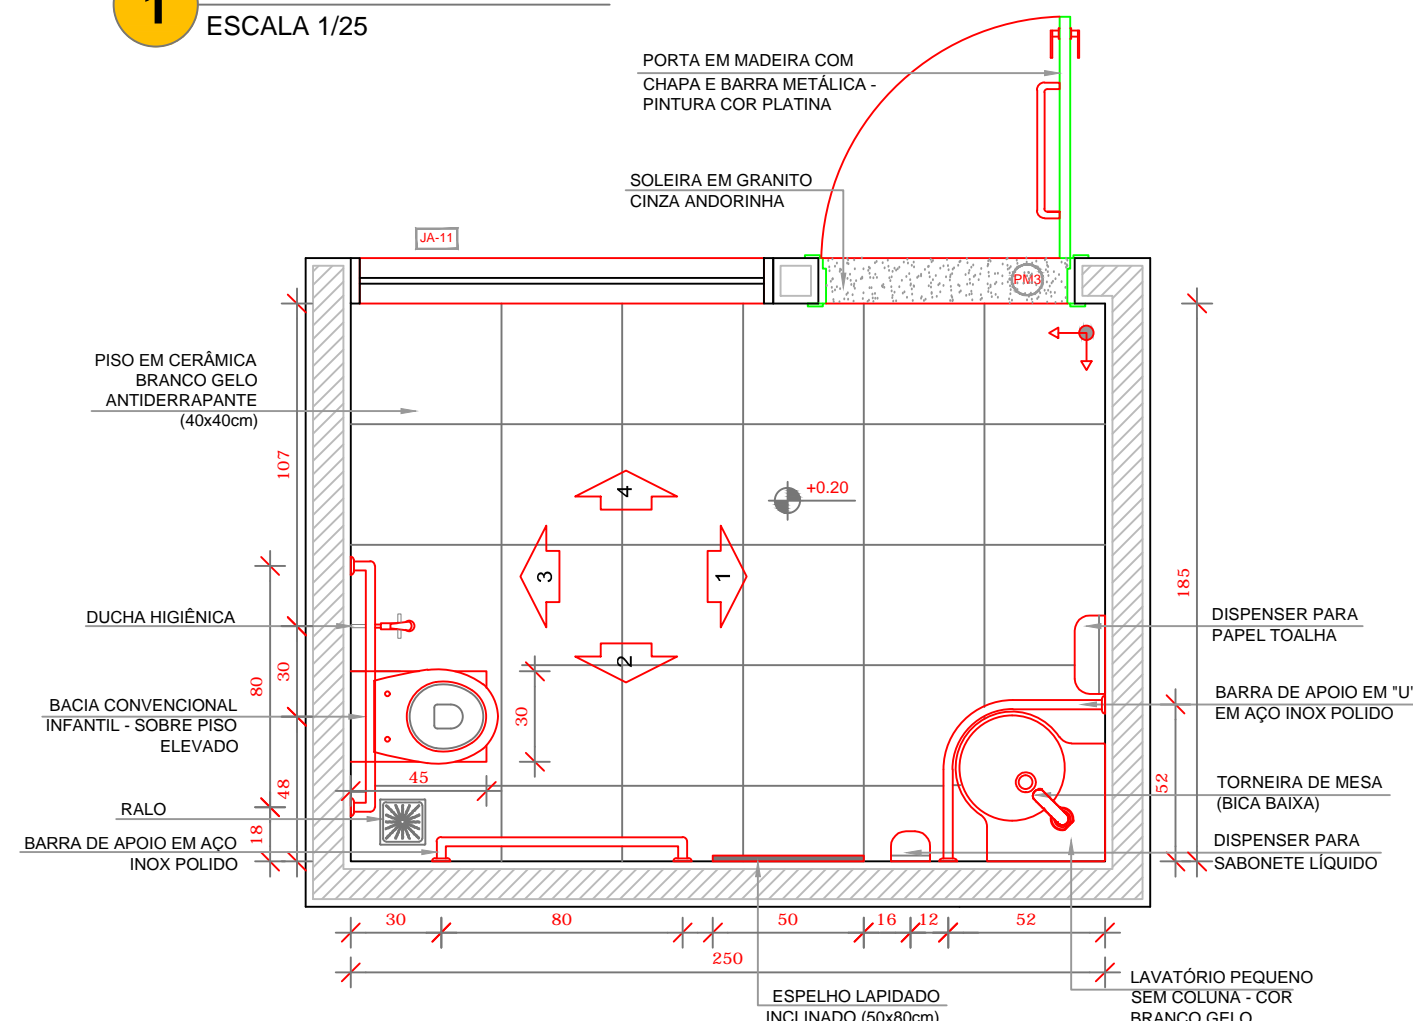 1
ESCALA 1/25
PORTA EM MADEIRA COM
CHAPA E BARRA METÁLICA -
PINTURA COR PLATINA
SOLEIRA EM GRANITO
CINZA ANDORINHA
JA-11
PM3
PISO EM CERÂMICA
BRANCO GELO
ANTIDERRAPANTE
(40x40cm)
107
4
+0.20
3
1
2
185
DUCHA HIGIÊNICA
DISPENSER PARA
PAPEL TOALHA
80
30
30
BACIA CONVENCIONAL
INFANTIL - SOBRE PISO
ELEVADO
BARRA DE APOIO EM "U"
EM AÇO INOX POLIDO
45
48
52
TORNEIRA DE MESA
(BICA BAIXA)
RALO
18
BARRA DE APOIO EM AÇO
INOX POLIDO
DISPENSER PARA
SABONETE LÍQUIDO
30
80
50
16
12
52
250
ESPELHO LAPIDADO
INCLINADO (50x80cm)
LAVATÓRIO PEQUENO
SEM COLUNA - COR
BRANCO GELO